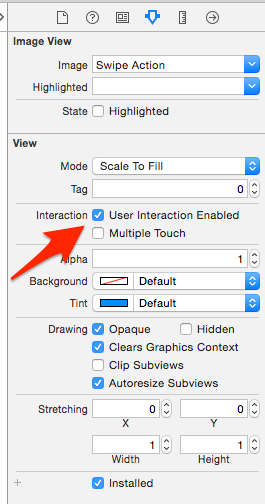 Image View
Image Swipe Action
Highlighted
State Highlighted
View
Mode Scale To Fill
Tag 0
Interaction User Interaction Enabled
Multiple Touch
Alpha 1
Background Default
Tint Default
Drawing Opaque Hidden
Clears Graphics Context
Clip Subviews
Autoresize Subviews
Stretching 0 0
X Y
1 1
Width Height
+ Installed